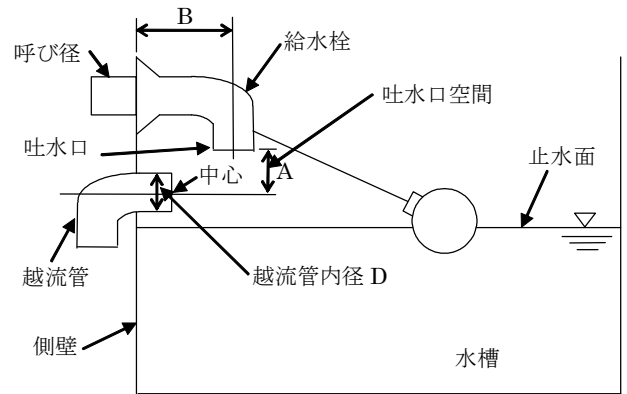 B
呼び径
給水栓
吐水口空間
吐水口
中心
A
止水面
越流管
越流管内径 D
側壁
水槽